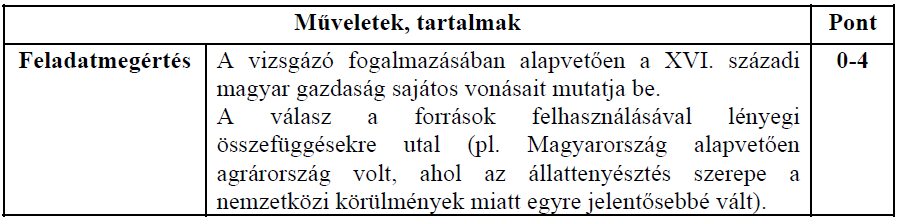 Műveletek, tartalmak Pont
Feladatmegértés A vizsgázó fogalmazásában alapvetően a XVI. századi 0-4
magyar gazdaság sajátos vonásait mutatja be.
A válasz a források felhasználásával lényegi
összefüggésekre utal (pl. Magyarország alapvetően
agrárország volt, ahol az állattenyésztés szerepe a
nemzetközi körülmények miatt egyre jelentősebbé vált).